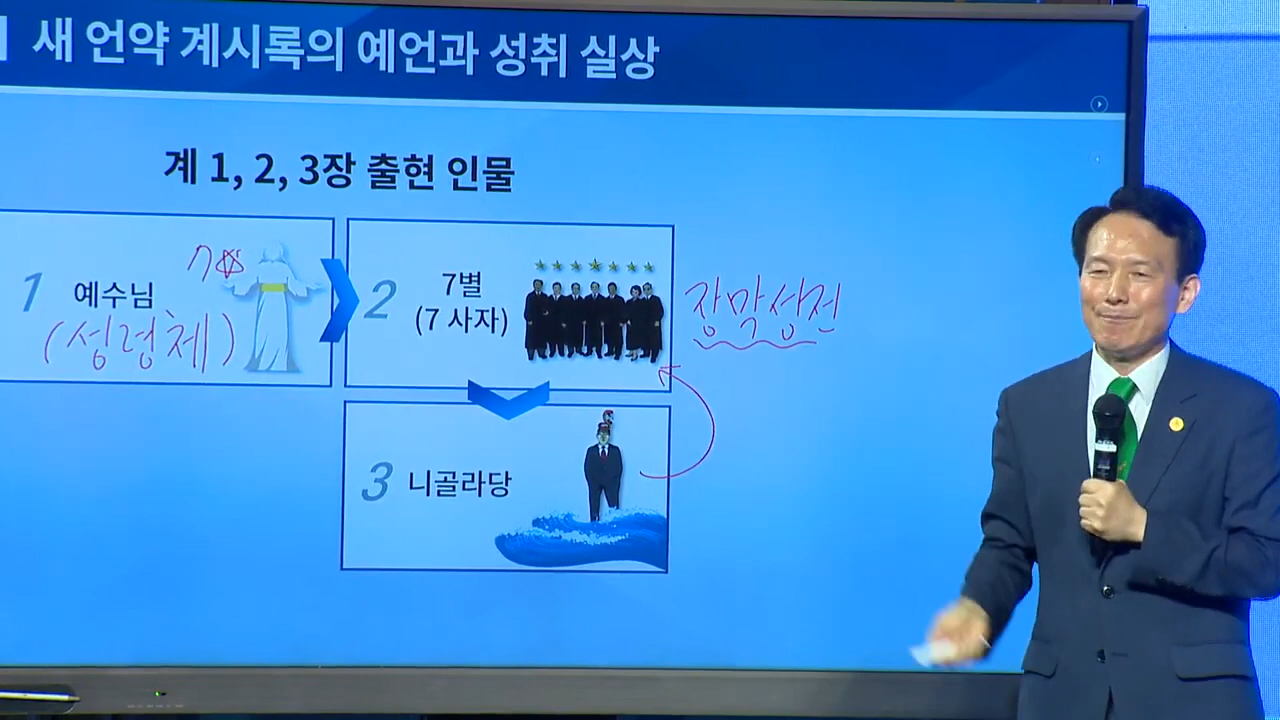 새 언약 계시록의 예언과 성취 실상
계 1, 2, 3장 출현 인물
1 예수님
7
(성령체)
2 7별
(7 사자)
장막성전
3 니골라당